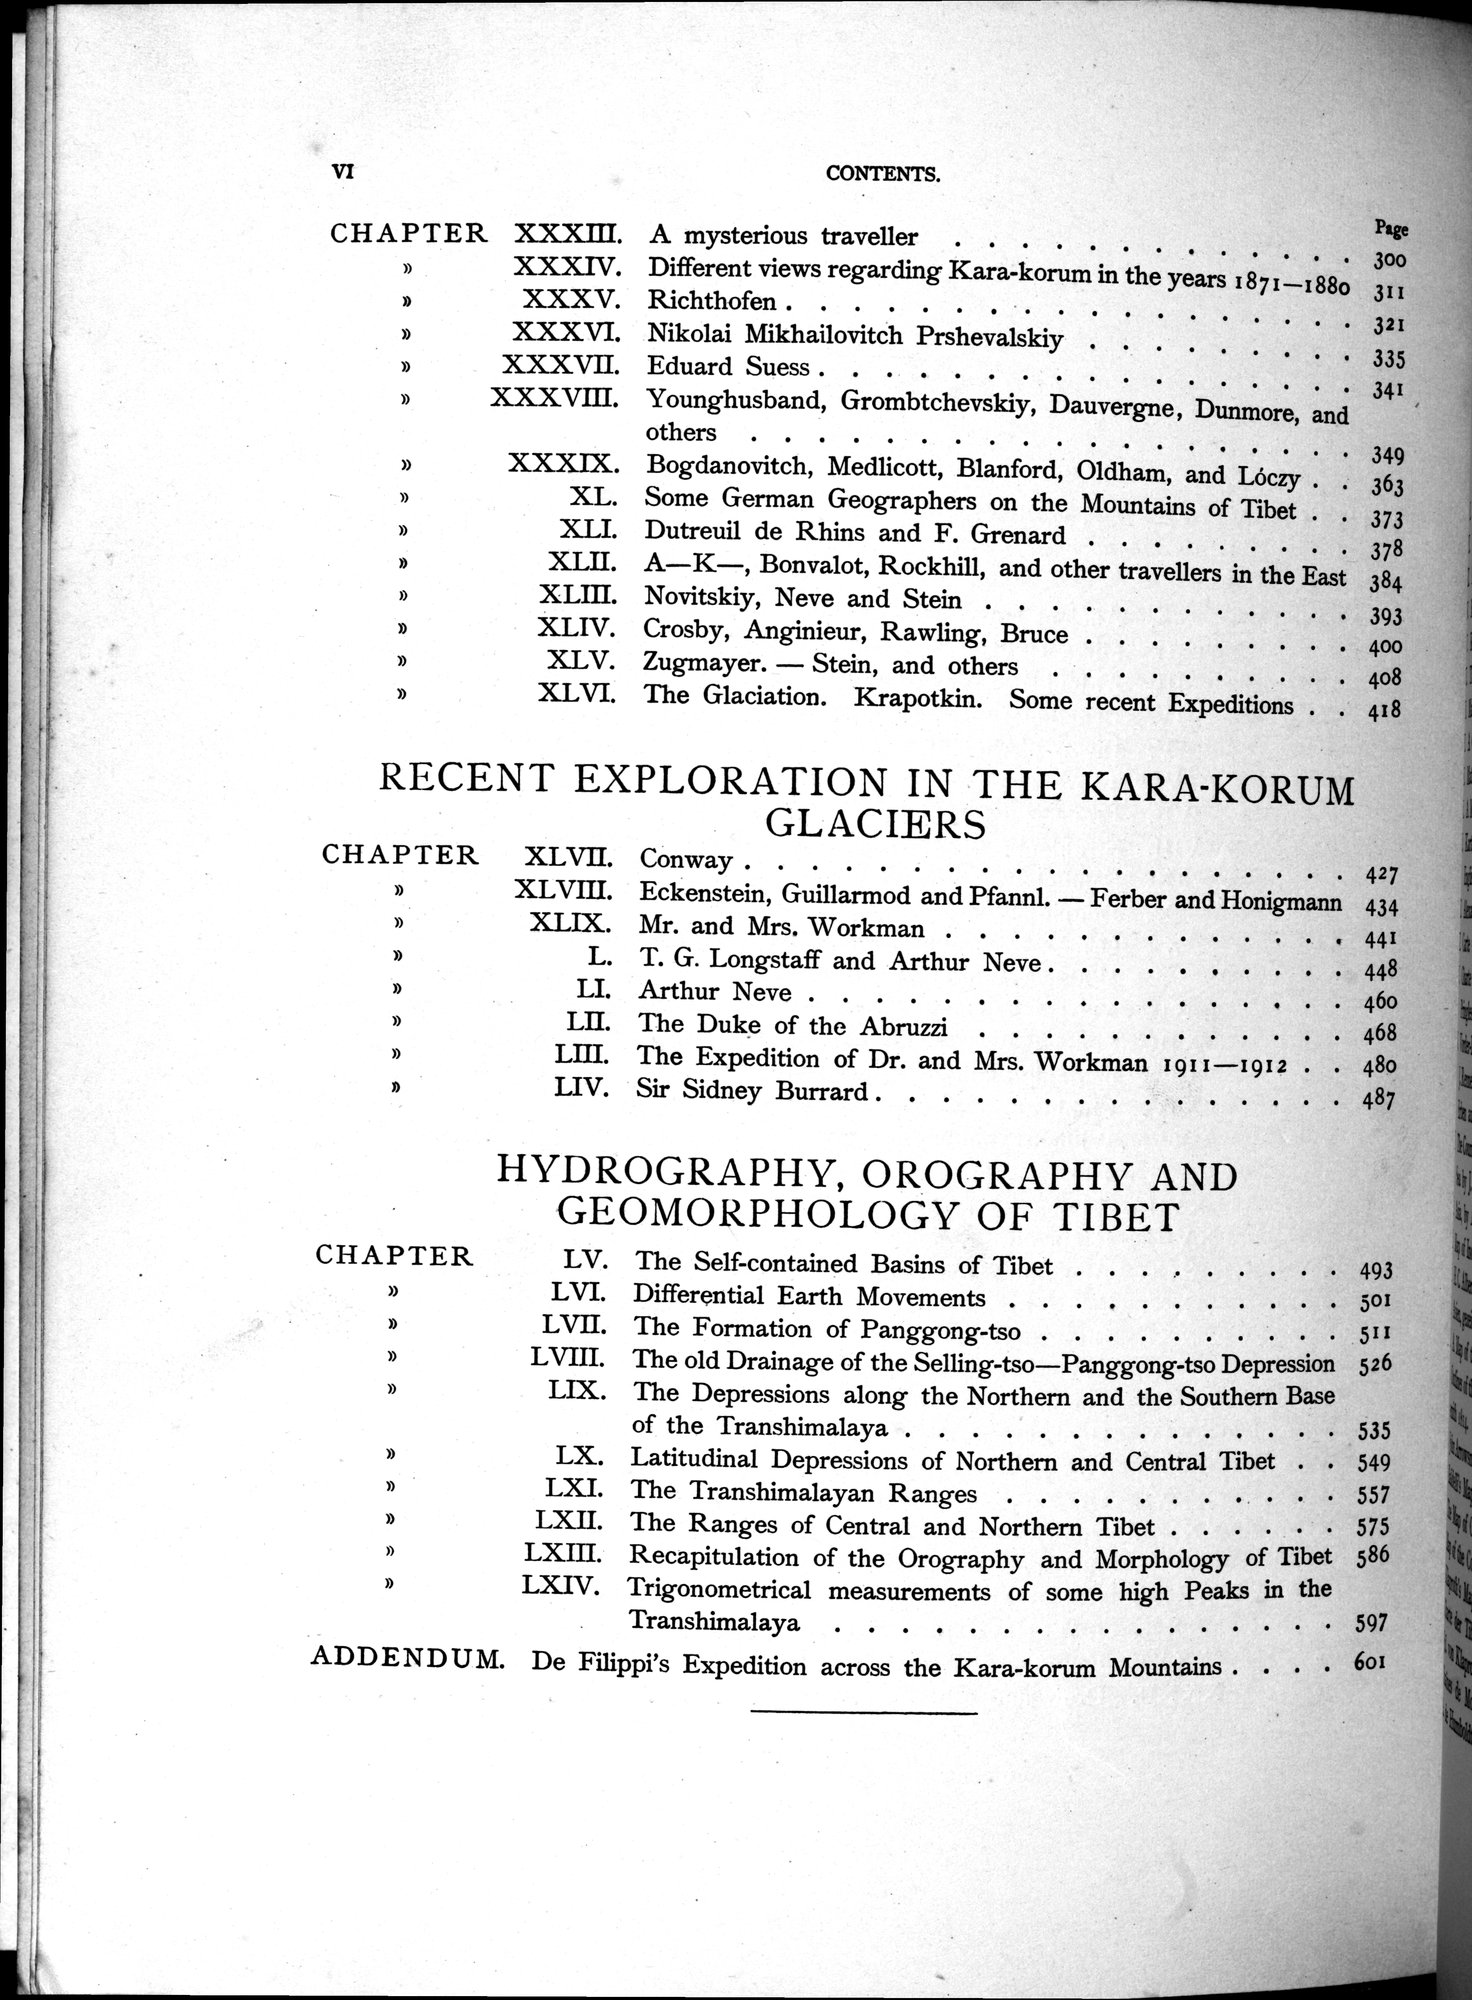 VI CONTENTS.
Page
CHAPTER XXXIII. A mysterious traveller . . . . . . . . . . . . . 300
» XXXIV. Different views regarding Kara-korum in the years 1871—1880 311
» XXXV. Richthofen . . . . . . . . . . . . . . . . . 321
» XXXVI. Nikolai Mikhailovitch Prshevalskiy . . . . . . . . 335
» XXXVII. Eduard Suess . . . . . . . . . . . . . . . . 341
» XXXVIII. Younghusband, Grombtchevskiy, Dauvergne, Dunmore, and
others . . . . . . . . . . . . . . . . . . 349
» XXXIX. Bogdanovitch, Medlicott, Blanford, Oldham, and Lóczy . . 363
» XL. Some German Geographers on the Mountains of Tibet . . 373
» XLI. Dutreuil de Rhins and F. Grenard . . . . . . . . 378
» XLII. A—K—, Bonvalot, Rockhill, and other travellers in the East 384
» XLIII. Novitskiy, Neve and Stein . . . . . . . . . . . 393
» XLIV. Crosby, Anginieur, Rawling, Bruce . . . . . . . . 400
» XLV. Zugmayer. — Stein, and others . . . . . . . . . 408
» XLVI. The Glaciation. Krapotkin. Some recent Expeditions . . 418
RECENT EXPLORATION IN THE KARA-KORUM
GLACIERS
CHAPTER XLVII. Conway . . . . . . . . . . . . . . . . . . 427
» XLVIII. Eckenstein, Guillarmod and Pfannl. — Ferber and Honigmann 434
» XLIX. Mr. and Mrs. Workman . . . . . . . . . . . . 441
» L. T. G. Longstaff and Arthur Neve . . . . . . . . . 448
» LI. Arthur Neve . . . . . . . . . . . . . . . . 460
» LII. The Duke of the Abruzzi . . . . . . . . . . . 468
» LIII. The Expedition of Dr. and Mrs. Workman 1911—1912 . . 480
» LIV. Sir Sidney Burrard . . . . . . . . . . . . . . 487
HYDROGRAPHY, OROGRAPHY AND
GEOMORPHOLOGY OF TIBET
CHAPTER LV. The Self-contained Basins of Tibet . . . . . . . . 493
» LVI. Differential Earth Movements . . . . . . . . . . 501
» LVII. The Formation of Panggong-tso . . . . . . . . . 511
» LVIII. The old Drainage of the Selling-tso—Panggong-tso Depression 526
» LIX. The Depressions along the Northern and the Southern Base
of the Transhimalaya . . . . . . . . . . . . . 535
» LX. Latitudinal Depressions of Northern and Central Tibet . . 549
» LXI. The Transhimalayan Ranges . . . . . . . . . . 557
» LXII. The Ranges of Central and Northern Tibet . . . . . . 575
» LXIII. Recapitulation of the Orography and Morphology of Tibet 586
» LXIV. Trigonometrical measurements of some high Peaks in the
Transhimalaya . . . . . . . . . . . . . . . 597
ADDENDUM. De Filippi's Expedition across the Kara-korum Mountains . . . . 601